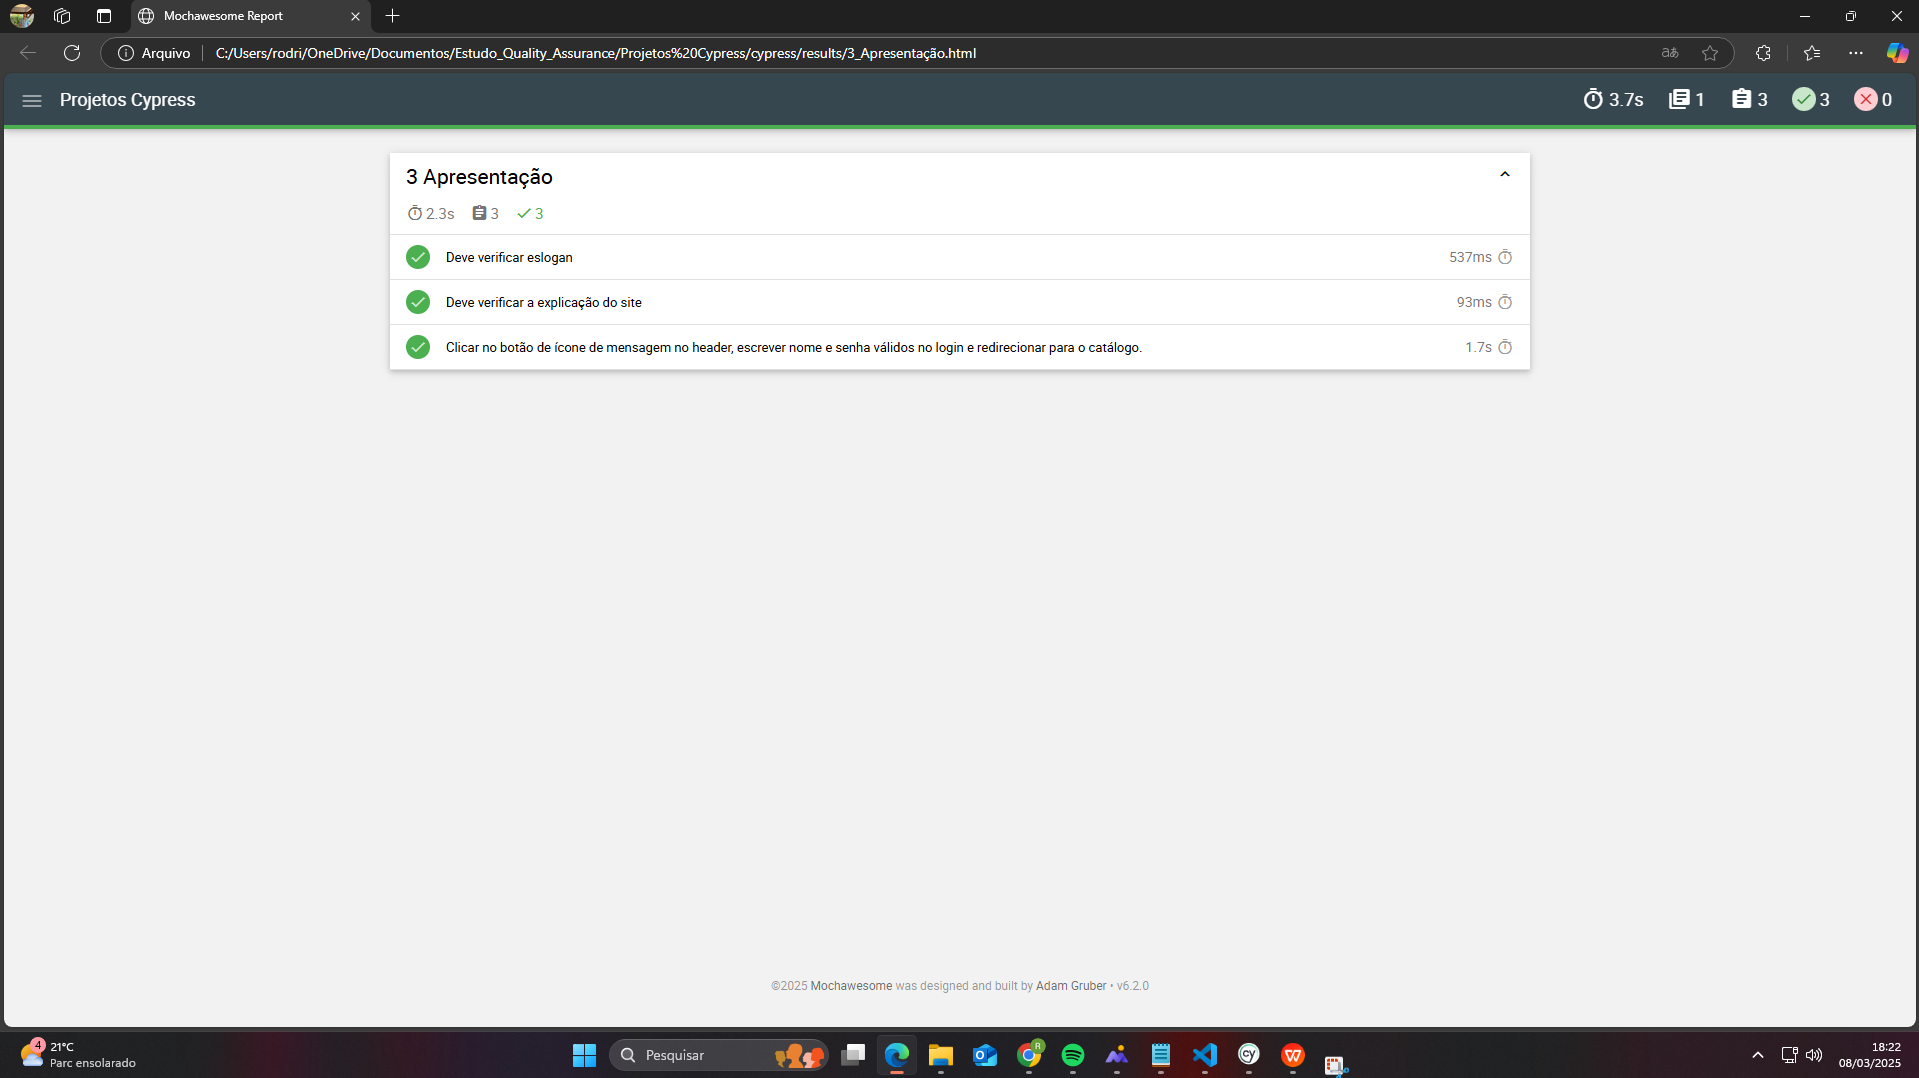 Mochawesome Report
Arquivo
C:/Users/rodri/OneDrive/Documentos/Estudo_Quality_Assurance/Projetos%20Cypress/cypress/results/3_Apresentação.html
Projetos Cypress
3.7s 1 3 3 0
3 Apresentação
2.3s 3 3
Deve verificar eslogan 537ms
Deve verificar a explicação do site 93ms
Clicar no botão de ícone de mensagem no header, escrever nome e senha válidos no login e redirecionar para o catálogo. 1.7s
©2025 Mochawesome was designed and built by Adam Gruber • v6.2.0
4
21°C
Parc ensolarado
Pesquisar
R
cy
18:22
08/03/2025